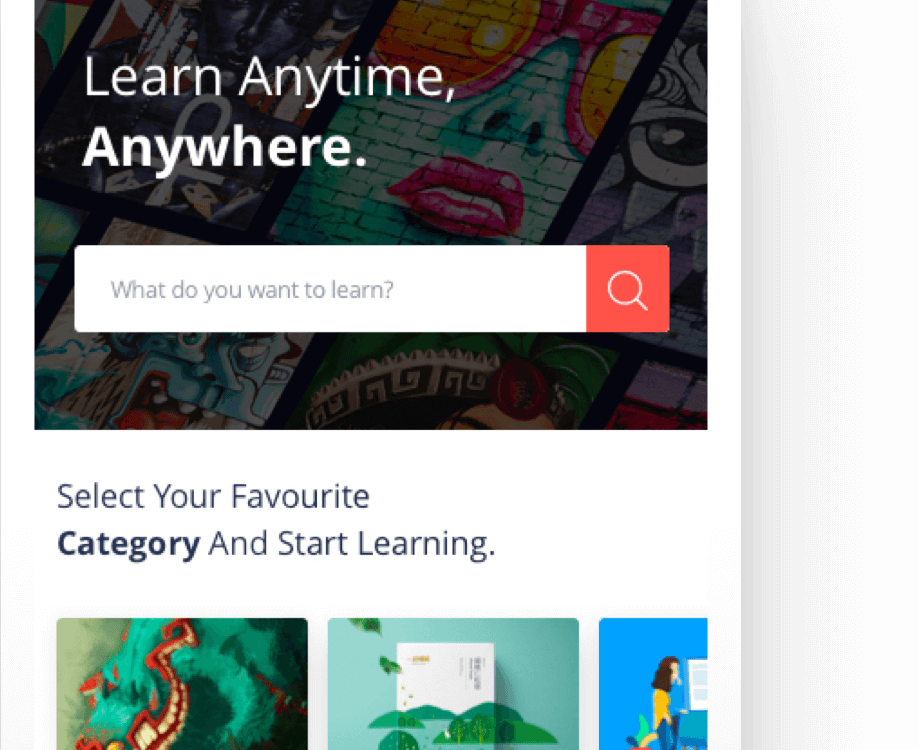 Learn Anytime,
Anywhere.
What do you want to learn?
Select Your Favourite
Category And Start Learning.